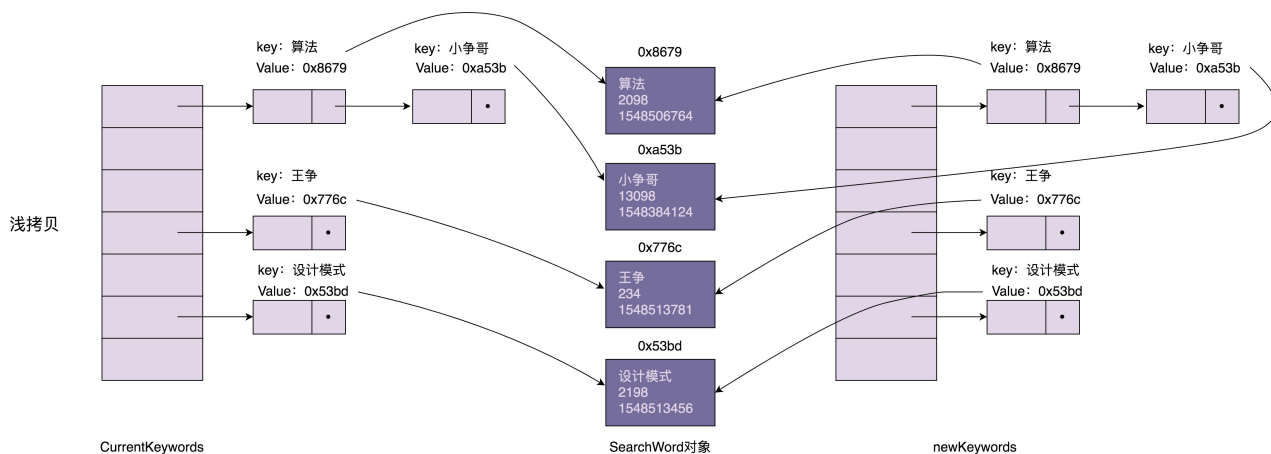 浅拷贝
key：算法
Value：0x8679
key：小争哥
Value：0xa53b
key：王争
Value：0x776c
key：设计模式
Value：0x53bd
CurrentKeywords
0x8679
算法
2098
1548506764
0xa53b
小争哥
13098
1548384124
0x776c
王争
234
1548513781
0x53bd
设计模式
2198
1548513456
SearchWord对象
key：算法
Value：0x8679
key：小争哥
Value：0xa53b
key：王争
Value：0x776c
key：设计模式
Value：0x53bd
newKeywords